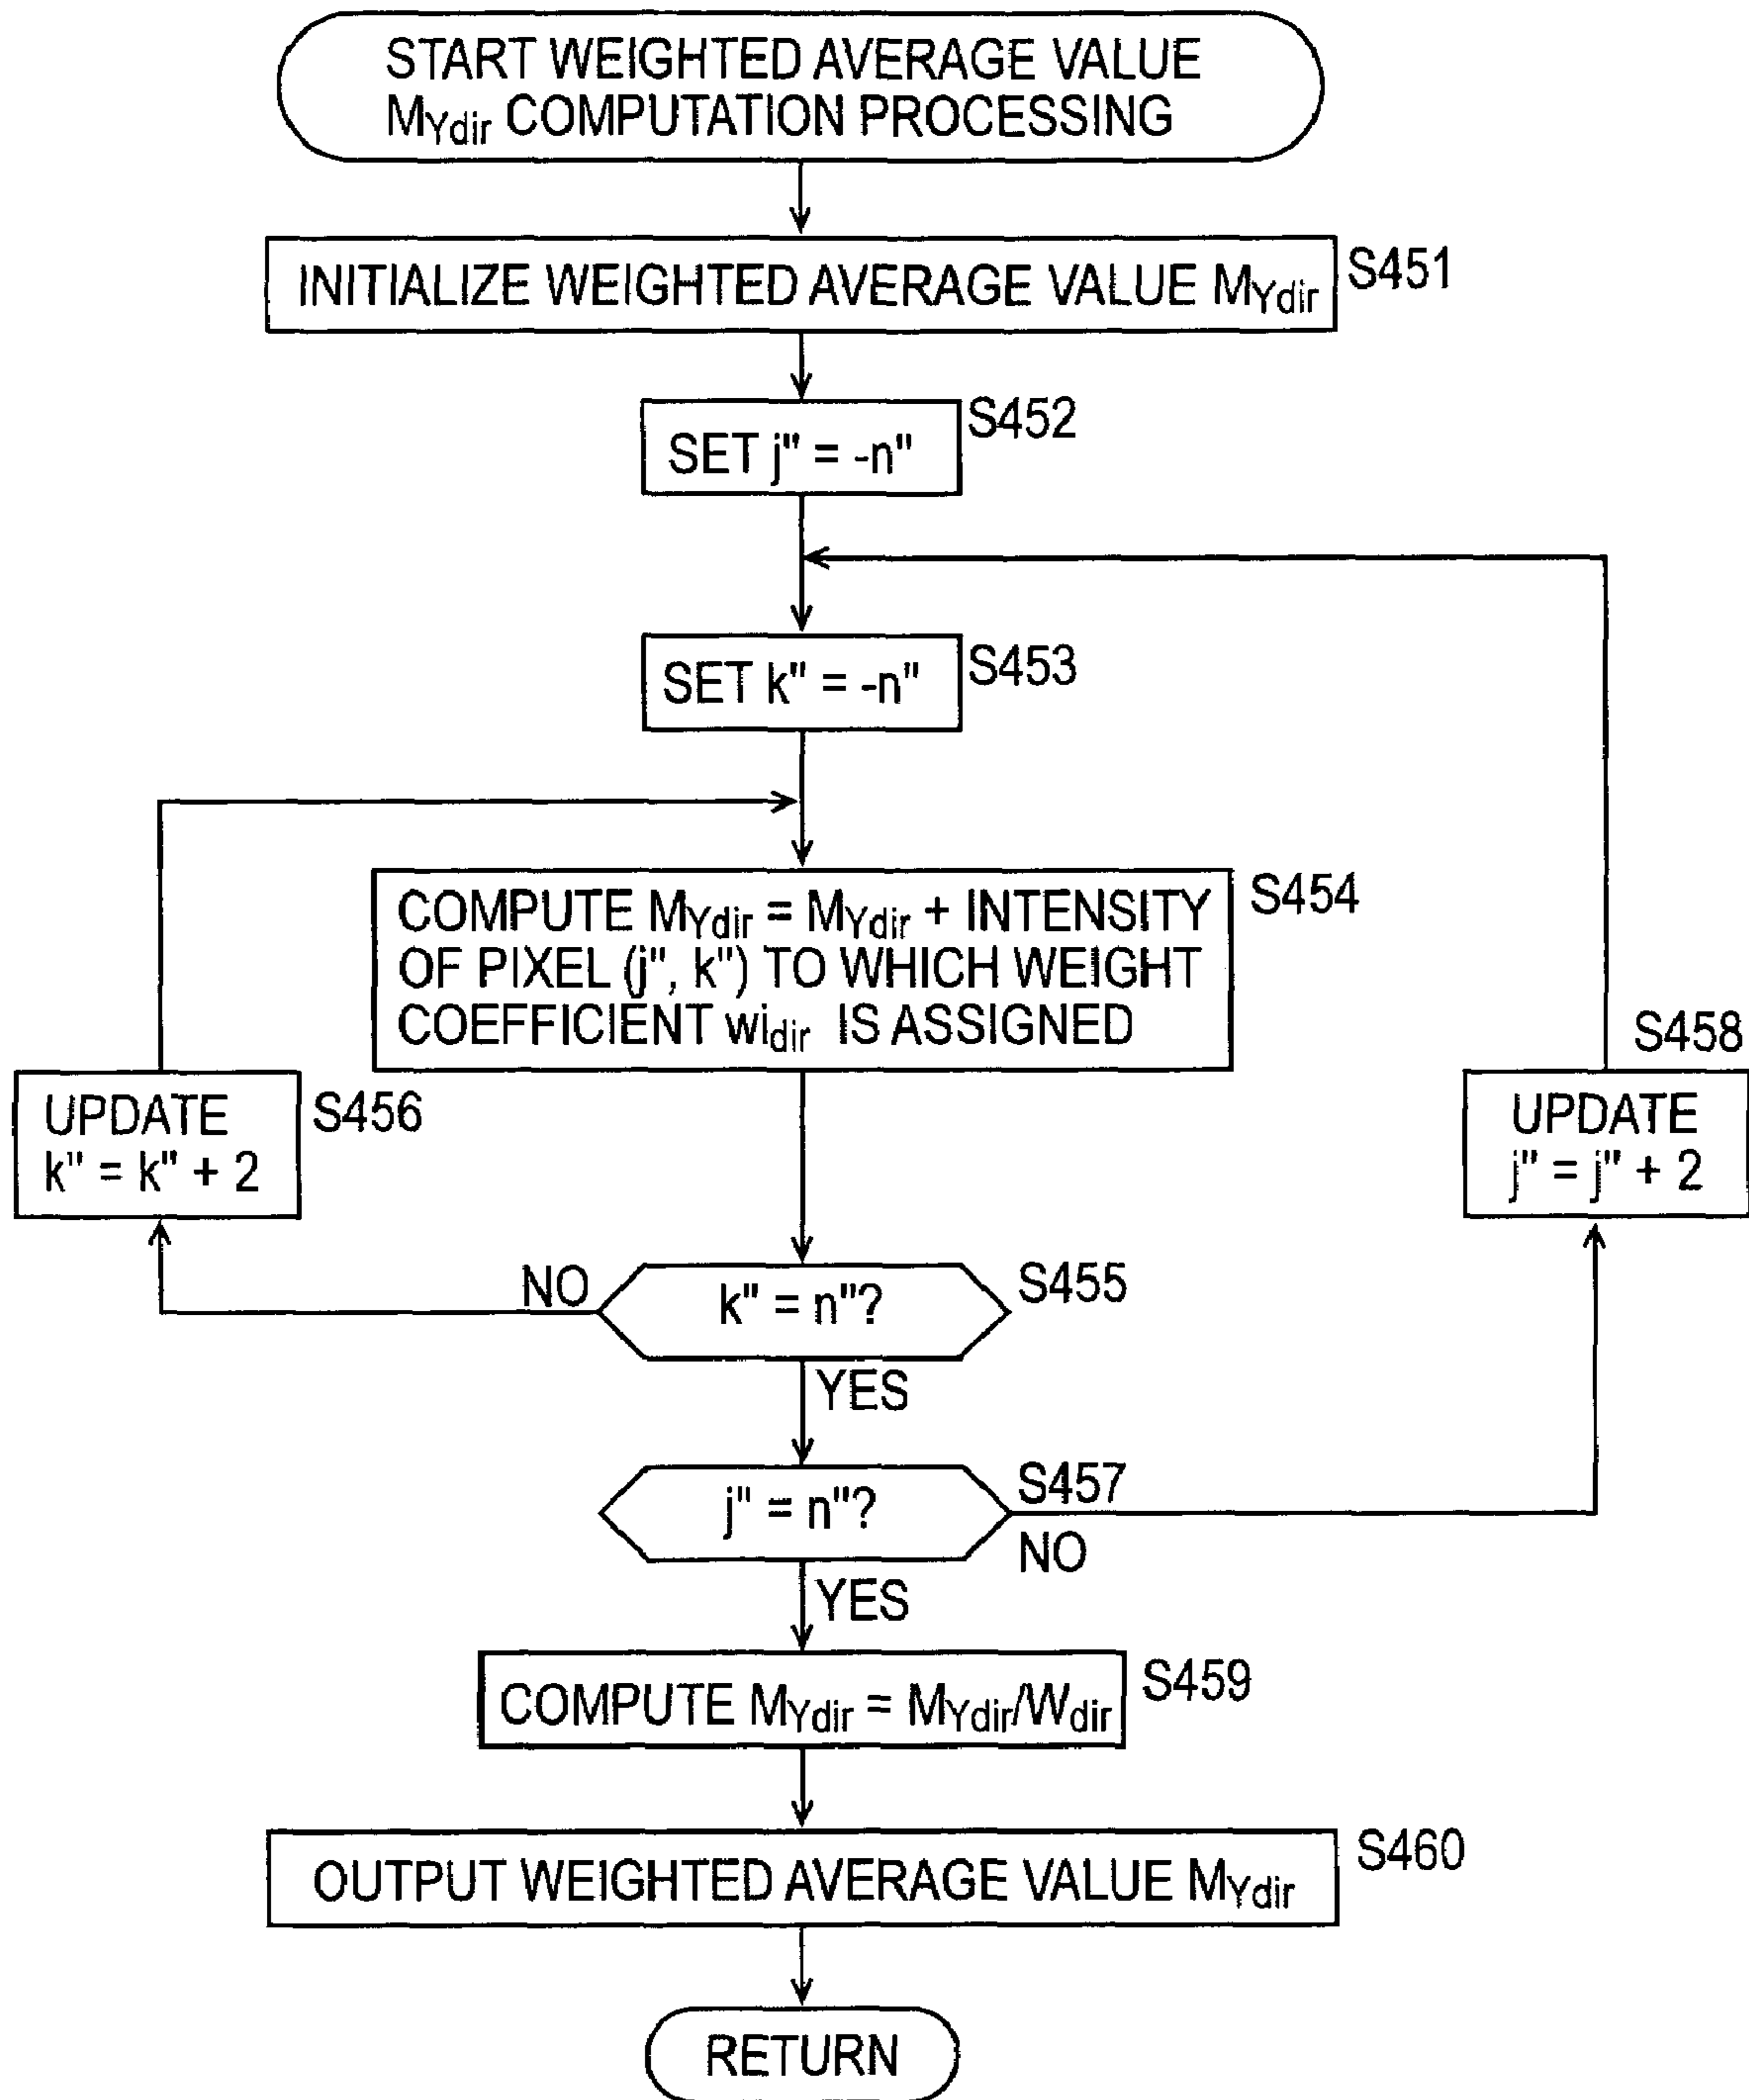 START WEIGHTED AVERAGE VALUE
MYdir COMPUTATION PROCESSING
INITIALIZE WEIGHTED AVERAGE VALUE MYdir
S451
S452
SET j" = -n"
SET k" = -n"
S453
COMPUTE MYdir = MYdir + INTENSITY
OF PIXEL (j", k") TO WHICH WEIGHT
COEFFICIENT widir IS ASSIGNED
S454
UPDATE
k" = k" + 2
S456
S458
UPDATE
j" = j" + 2
NO
k" = n"?
S455
YES
j" = n"?
S457
NO
YES
COMPUTE MYdir = MYdir/Wdir
S459
OUTPUT WEIGHTED AVERAGE VALUE MYdir
S460
RETURN